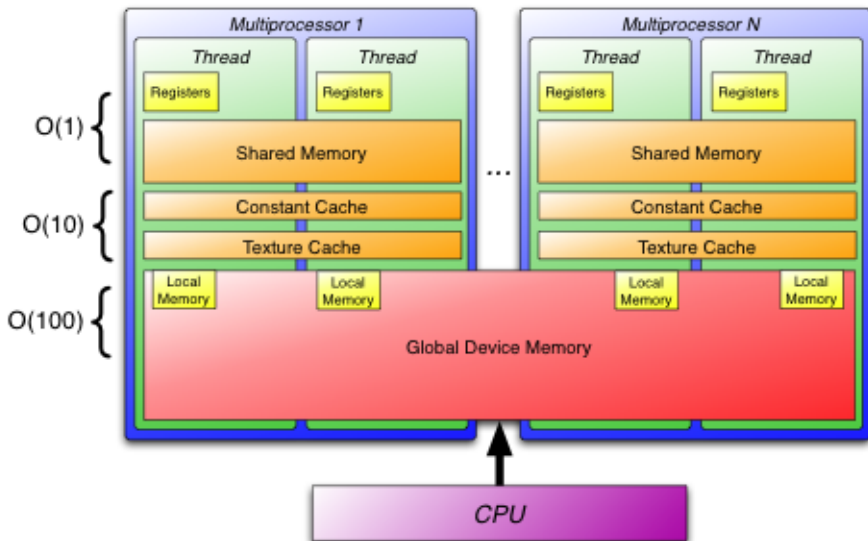 Multiprocessor 1
Multiprocessor N
Thread
Thread
Thread
Thread
Registers
Registers
Registers
Registers
O(1)
Shared Memory
Shared Memory
...
O(10)
Constant Cache
Constant Cache
Texture Cache
Texture Cache
Local
Memory
Local
Memory
Local
Memory
Local
Memory
O(100)
Global Device Memory
CPU